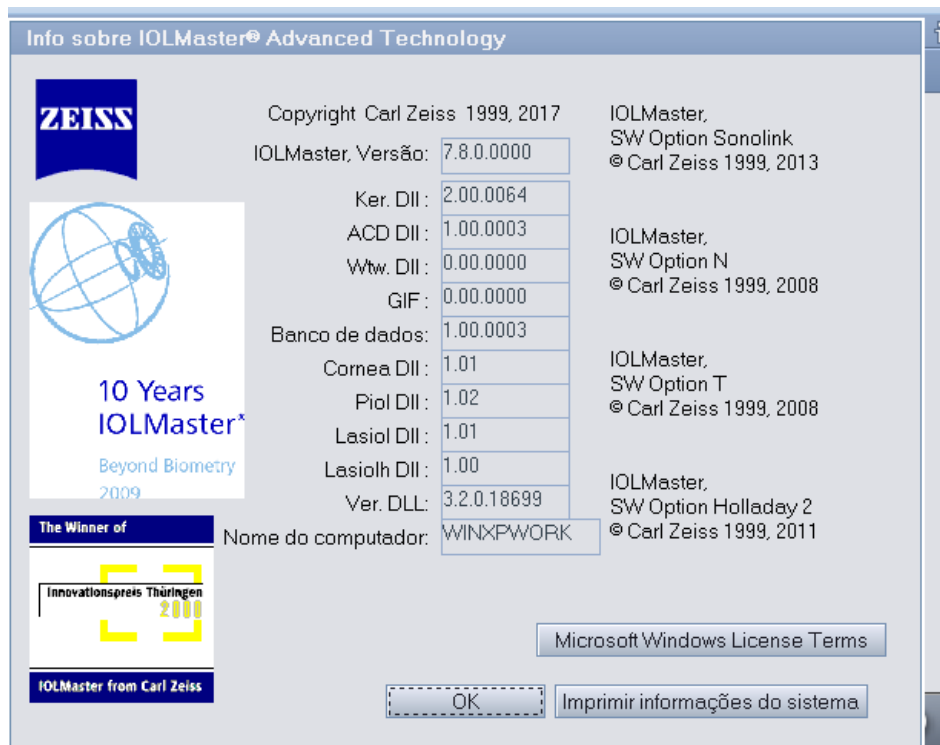 Info sobre IOLMaster® Advanced Technology
ZEISS
Copyright Carl Zeiss 1999, 2017
IOLMaster, Versão: 7.8.0.0000
Ker. Dll : 2.00.0064
ACD Dll : 1.00.0003
Wtw. Dll : 0.00.0000
GIF : 0.00.0000
Banco de dados: 1.00.0003
Cornea Dll : 1.01
Piol Dll : 1.02
Lasiol Dll : 1.01
Lasiolh Dll : 1.00
Ver. DLL: 3.2.0.18699
Nome do computador: WINXPWORK
IOLMaster,
SW Option Sonolink
© Carl Zeiss 1999, 2013
IOLMaster,
SW Option N
© Carl Zeiss 1999, 2008
IOLMaster,
SW Option T
© Carl Zeiss 1999, 2008
IOLMaster,
SW Option Holladay 2
© Carl Zeiss 1999, 2011
10 Years
IOLMaster*
Beyond Biometry
2009
The Winner of
Innovationspreis Thüringen
2000
IOLMaster from Carl Zeiss
Microsoft Windows License Terms
OK
Imprimir informações do sistema